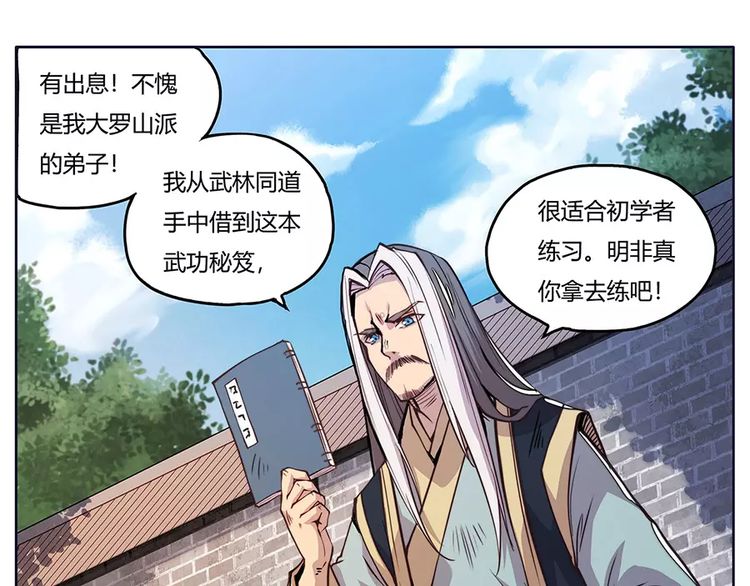 有出息！不愧
是我大罗山派
的弟子！
我从武林同道
手中借到这本
武功秘笈，
很适合初学者
练习。明非真
你拿去练吧！